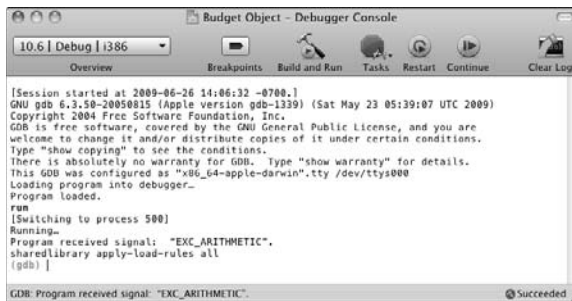 Budget Object – Debugger Console
10.6 | Debug | i386
Overview
Breakpoints
Build and Run
Tasks
Restart
Continue
Clear Log
[Session started at 2009-06-26 14:06:32 -0700.]
GNU gdb 6.3.50-20050815 (Apple version gdb-1339) (Sat May 23 05:39:07 UTC 2009)
Copyright 2004 Free Software Foundation, Inc.
GDB is free software, covered by the GNU General Public License, and you are
welcome to change it and/or distribute copies of it under certain conditions.
Type "show copying" to see the conditions.
There is absolutely no warranty for GDB.  Type "show warranty" for details.
This GDB was configured as "x86_64-apple-darwin".tty /dev/ttys000
Loading program into debugger…
Program loaded.
run
[Switching to process 500]
Running…
Program received signal:  "EXC_ARITHMETIC".
sharedlibrary apply-load-rules all
(gdb)
GDB: Program received signal: "EXC_ARITHMETIC".
Succeeded